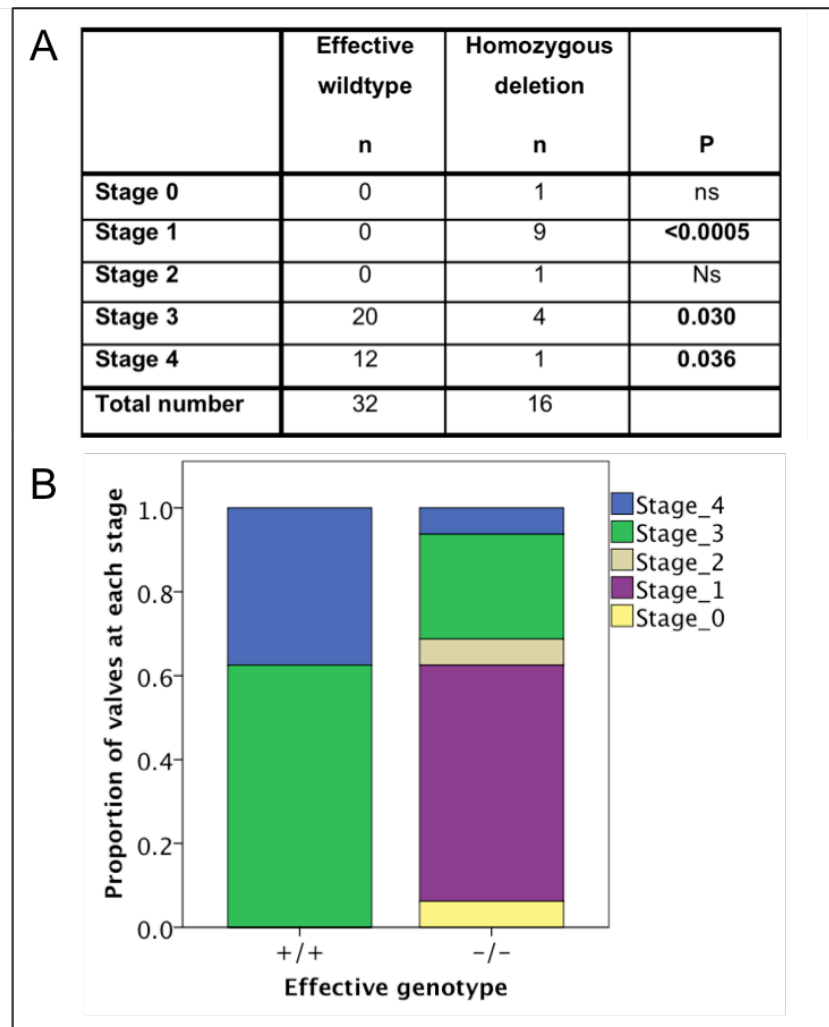 A
Effective wildtype n | Homozygous deletion n | P
Stage 0 | 0 | 1 | ns
Stage 1 | 0 | 9 | <0.0005
Stage 2 | 0 | 1 | Ns
Stage 3 | 20 | 4 | 0.030
Stage 4 | 12 | 1 | 0.036
Total number | 32 | 16
B
Proportion of valves at each stage
1.0
0.8
0.6
0.4
0.2
0.0
+/+
-/-
Effective genotype
Stage_4
Stage_3
Stage_2
Stage_1
Stage_0